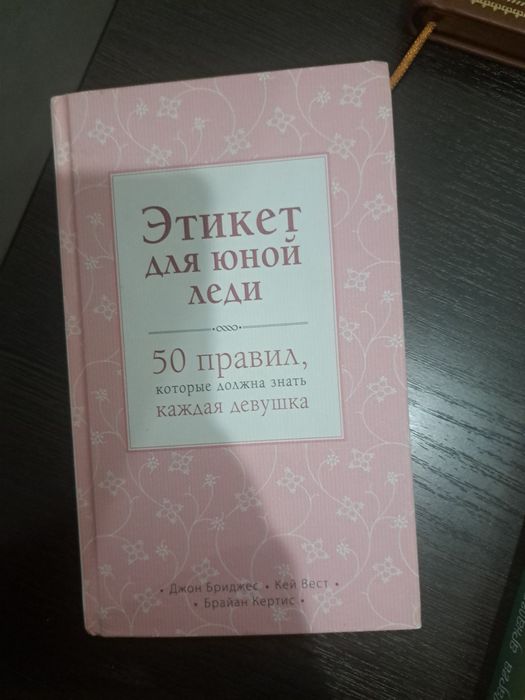 Этикет
для юной
леди
50 правил,
которые должна знать
каждая девушка
• Джон Бриджес • Кей Вест •
• Брайан Кертис •